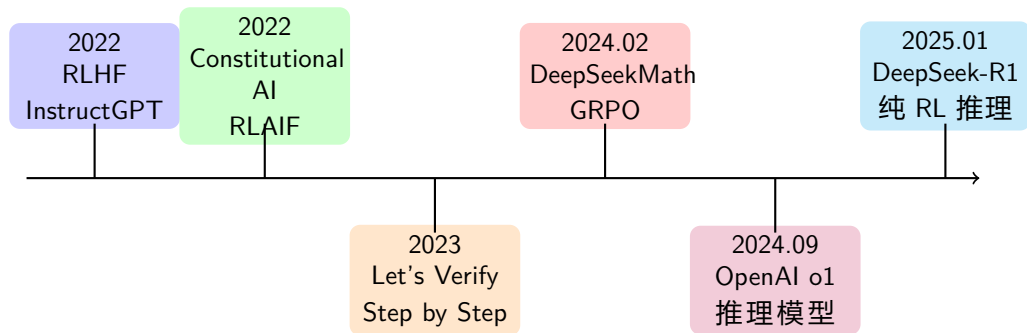 2022
RLHF
InstructGPT
2022
Constitutional
AI
RLAIF
2023
Let's Verify
Step by Step
2024.02
DeepSeekMath
GRPO
2024.09
OpenAI o1
推理模型
2025.01
DeepSeek-R1
纯 RL 推理